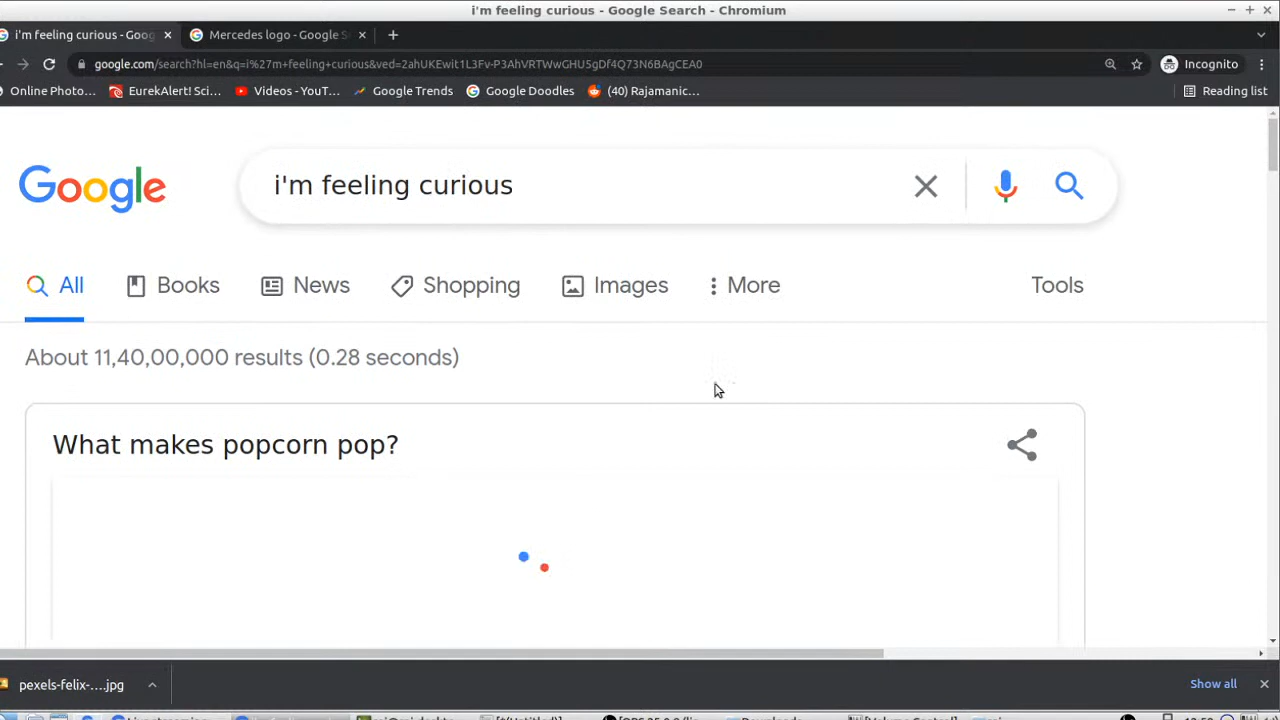 i'm feeling curious - Google Search - Chromium
i'm feeling curious - Goog
Mercedes logo - Google S
google.com/search?hl=en&q=i%27m+feeling+curious&ved=2ahUKEwit1L3Fv-P3AhVRTWwGHU5gDf4Q73N6BAgCEA0
Incognito
Online Photo...
EurekAlert! Sci...
Videos - YouT...
Google Trends
Google Doodles
(40) Rajamanic...
Reading list
Google
i'm feeling curious
All
Books
News
Shopping
Images
More
Tools
About 11,40,00,000 results (0.28 seconds)
What makes popcorn pop?
pexels-felix-....jpg
Show all